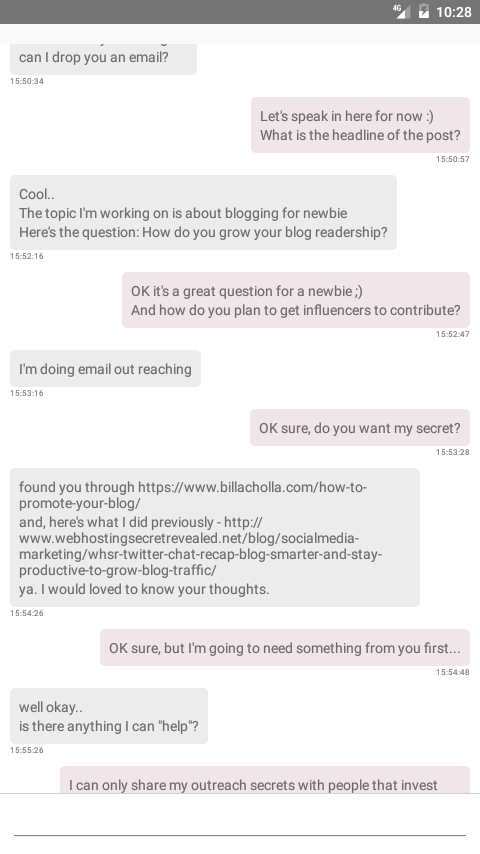 4G 10:28
can I drop you an email?
15:50:34
Let's speak in here for now :)
What is the headline of the post?
15:50:57
Cool..
The topic I'm working on is about blogging for newbie
Here's the question: How do you grow your blog readership?
15:52:16
OK it's a great question for a newbie ;)
And how do you plan to get influencers to contribute?
15:52:47
I'm doing email out reaching
15:53:16
OK sure, do you want my secret?
15:53:28
found you through https://www.billacholla.com/how-to-
promote-your-blog/
and, here's what I did previously - http://
www.webhostingsecretrevealed.net/blog/socialmedia-
marketing/whsr-twitter-chat-recap-blog-smarter-and-stay-
productive-to-grow-blog-traffic/
ya. I would loved to know your thoughts.
15:54:26
OK sure, but I'm going to need something from you first...
15:54:48
well okay..
is there anything I can "help"?
15:55:26
I can only share my outreach secrets with people that invest